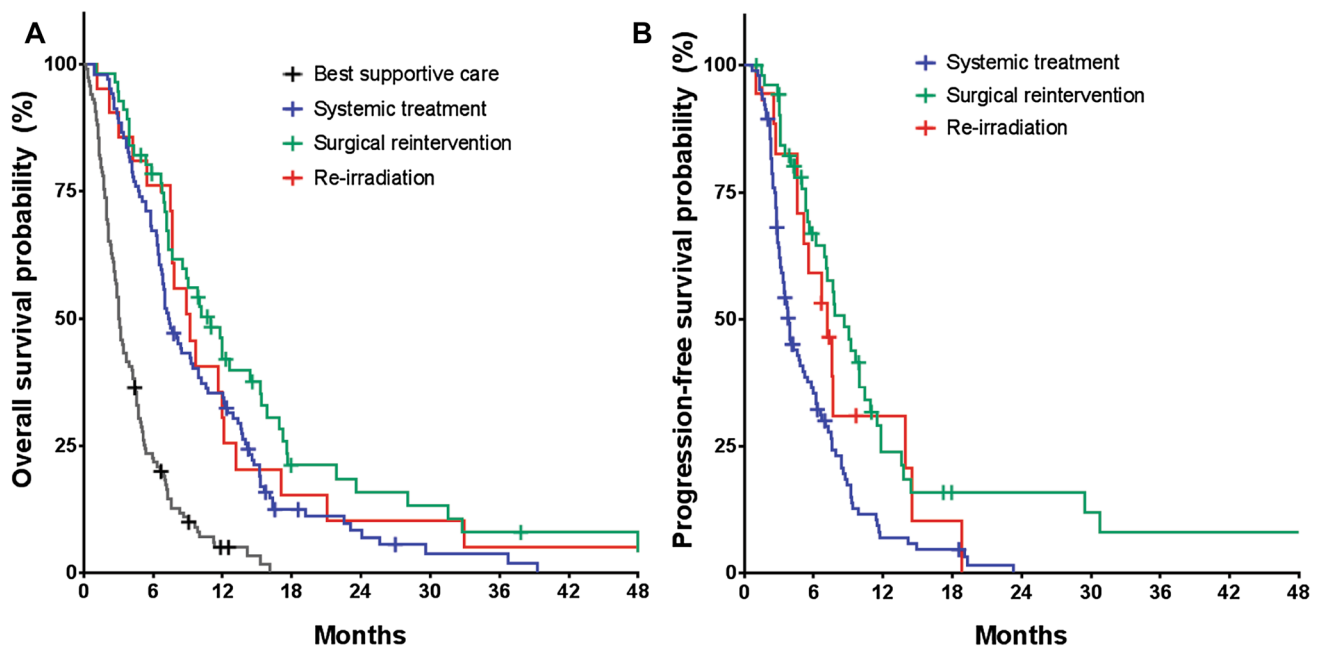 A
Overall survival probability (%)
100
75
50
25
0
Best supportive care
Systemic treatment
Surgical reintervention
Re-irradiation
0 6 12 18 24 30 36 42 48
Months
B
Progression-free survival probability (%)
100
75
50
25
0
Systemic treatment
Surgical reintervention
Re-irradiation
0 6 12 18 24 30 36 42 48
Months